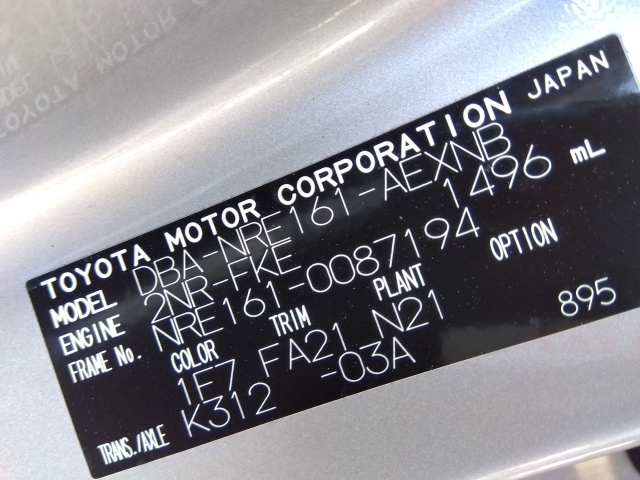 TOYOTA MOTOR CORPORATION JAPAN
MODEL DBA-NRE161-AEXNB
ENGINE 2NR-FKE 1496 mL
FRAME No. NRE161-0087194
COLOR TRIM PLANT OPTION
1F7 FA21 N21 895
TRANS./AXLE K312 -03A